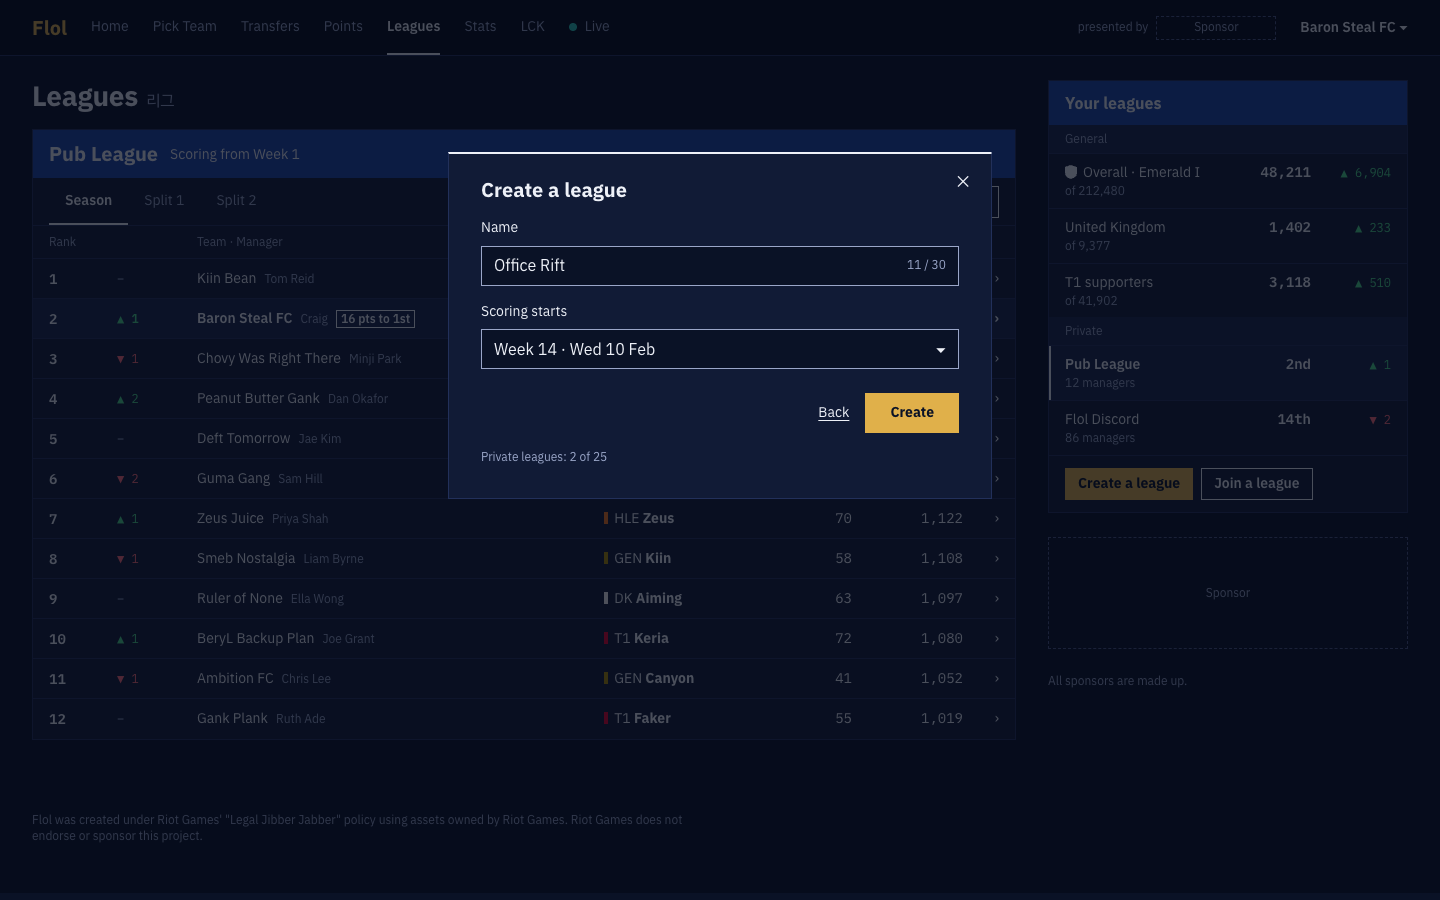 Flol Home Pick Team Transfers Points Leagues Stats LCK Live presented by Sponsor Baron Steal FC
Leagues 리그
Pub League Scoring from Week 1
Season Split 1 Split 2
Rank Team · Manager
1 – Kiin Bean Tom Reid ›
2 ▲ 1 Baron Steal FC Craig 16 pts to 1st ›
3 ▼ 1 Chovy Was Right There Minji Park ›
4 ▲ 2 Peanut Butter Gank Dan Okafor ›
5 – Deft Tomorrow Jae Kim ›
6 ▼ 2 Guma Gang Sam Hill ›
7 ▲ 1 Zeus Juice Priya Shah HLE Zeus 70 1,122 ›
8 ▼ 1 Smeb Nostalgia Liam Byrne GEN Kiin 58 1,108 ›
9 – Ruler of None Ella Wong DK Aiming 63 1,097 ›
10 ▲ 1 BeryL Backup Plan Joe Grant T1 Keria 72 1,080 ›
11 ▼ 1 Ambition FC Chris Lee GEN Canyon 41 1,052 ›
12 – Gank Plank Ruth Ade T1 Faker 55 1,019 ›
Create a league
Name
Office Rift 11 / 30
Scoring starts
Week 14 · Wed 10 Feb
Back Create
Private leagues: 2 of 25
Your leagues
General
Overall · Emerald I 48,211 ▲ 6,904
of 212,480
United Kingdom 1,402 ▲ 233
of 9,377
T1 supporters 3,118 ▲ 510
of 41,902
Private
Pub League 2nd ▲ 1
12 managers
Flol Discord 14th ▼ 2
86 managers
Create a league Join a league
Sponsor
All sponsors are made up.
Flol was created under Riot Games' "Legal Jibber Jabber" policy using assets owned by Riot Games. Riot Games does not
endorse or sponsor this project.